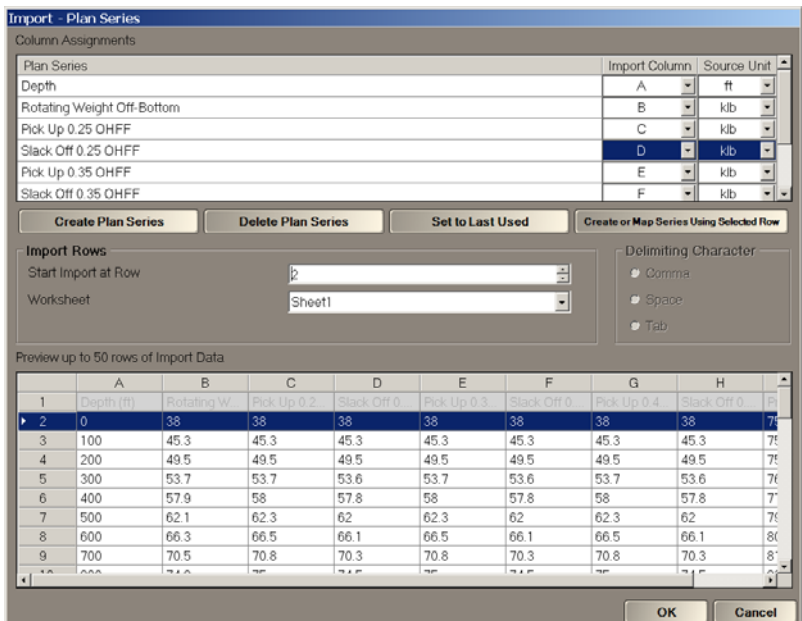 Import - Plan Series
Column Assignments
Plan Series Import Column Source Unit
Depth A ft
Rotating Weight Off-Bottom B klb
Pick Up 0.25 OHFF C klb
Slack Off 0.25 OHFF D klb
Pick Up 0.35 OHFF E klb
Slack Off 0.35 OHFF F klb
Create Plan Series Delete Plan Series Set to Last Used Create or Map Series Using Selected Row
Import Rows Delimiting Character
Start Import at Row 2 Comma
Worksheet Sheet1 Space
Tab
Preview up to 50 rows of Import Data
A B C D E F G H
1 Depth (ft) Rotating W... Pick Up 0.2... Slack Off 0... Pick Up 0.3... Slack Off 0... Pick Up 0.4... Slack Off 0...
2 0 38 38 38 38 38 38 38
3 100 45.3 45.3 45.3 45.3 45.3 45.3 45.3
4 200 49.5 49.5 49.5 49.5 49.5 49.5 49.5
5 300 53.7 53.7 53.6 53.7 53.6 53.7 53.6
6 400 57.9 58 57.8 58 57.8 58 57.8
7 500 62.1 62.3 62 62.3 62 62.3 62
8 600 66.3 66.5 66.1 66.5 66.1 66.5 66.1
9 700 70.5 70.8 70.3 70.8 70.3 70.8 70.3
OK Cancel